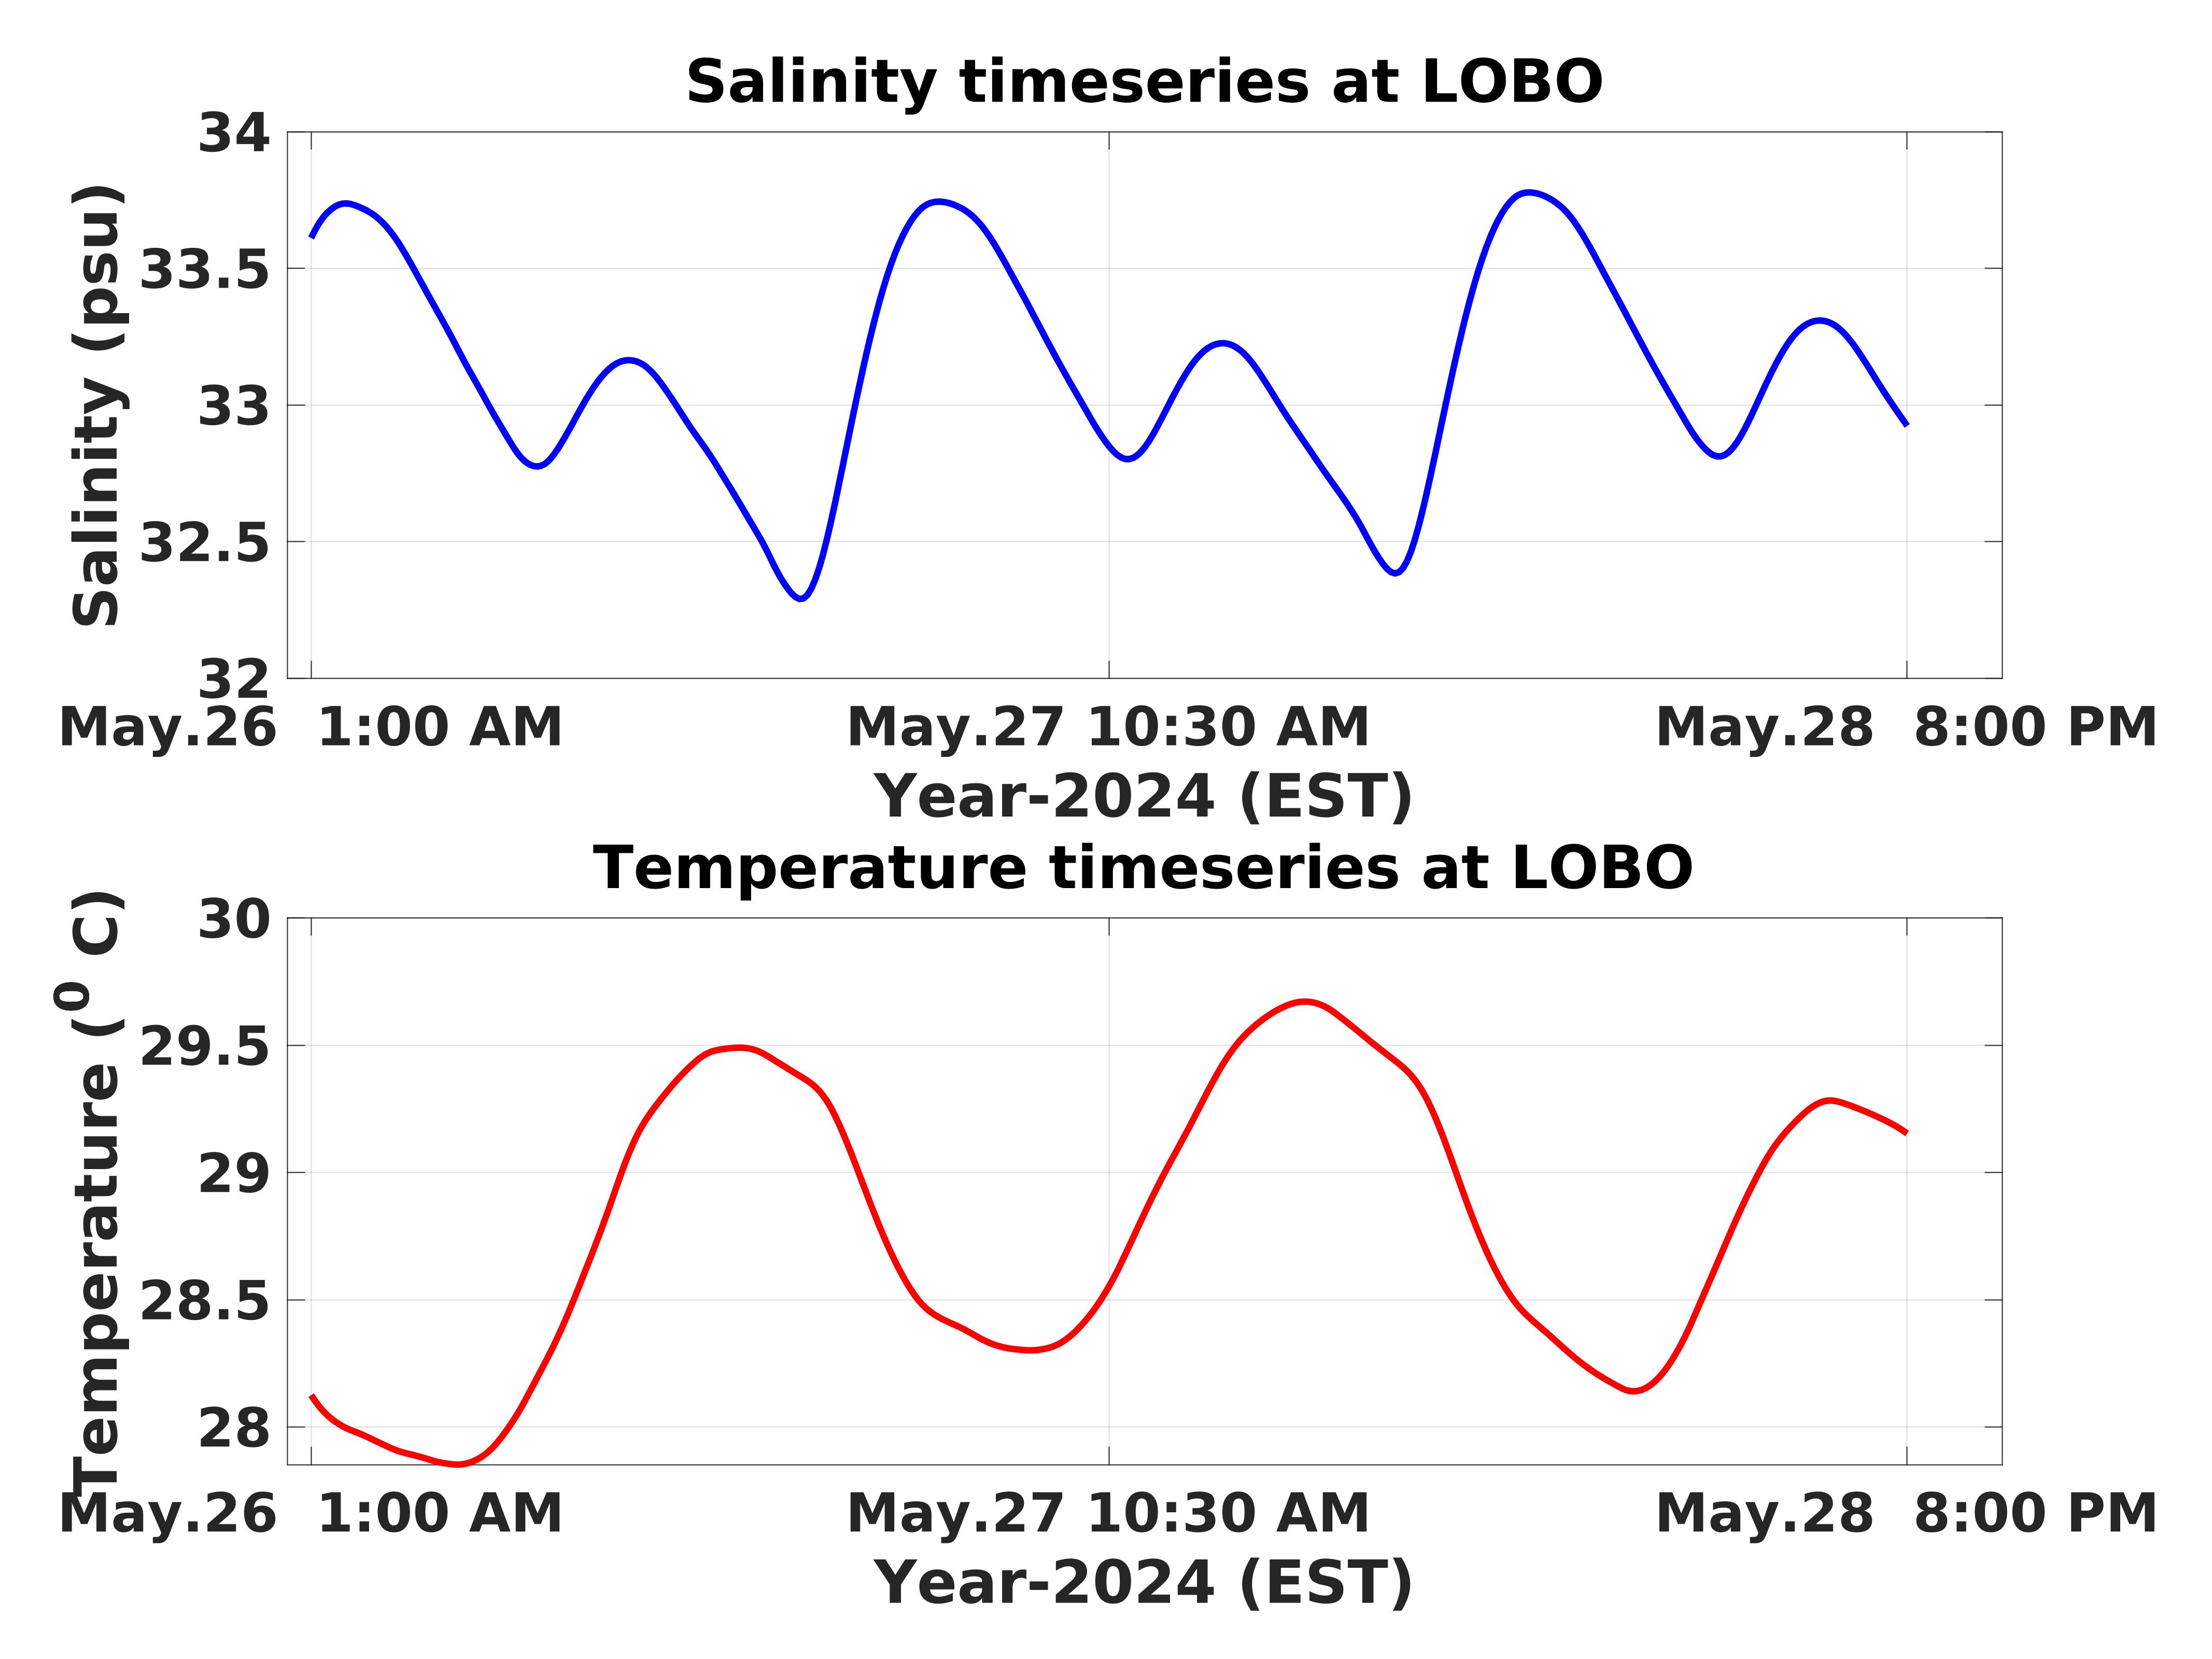 Salinity timeseries at LOBO
Salinity (psu)
34
33.5
33
32.5
32
May.26  1:00 AM
May.27 10:30 AM
May.28  8:00 PM
Year-2024 (EST)
Temperature timeseries at LOBO
Temperature (⁰ C)
30
29.5
29
28.5
28
May.26  1:00 AM
May.27 10:30 AM
May.28  8:00 PM
Year-2024 (EST)